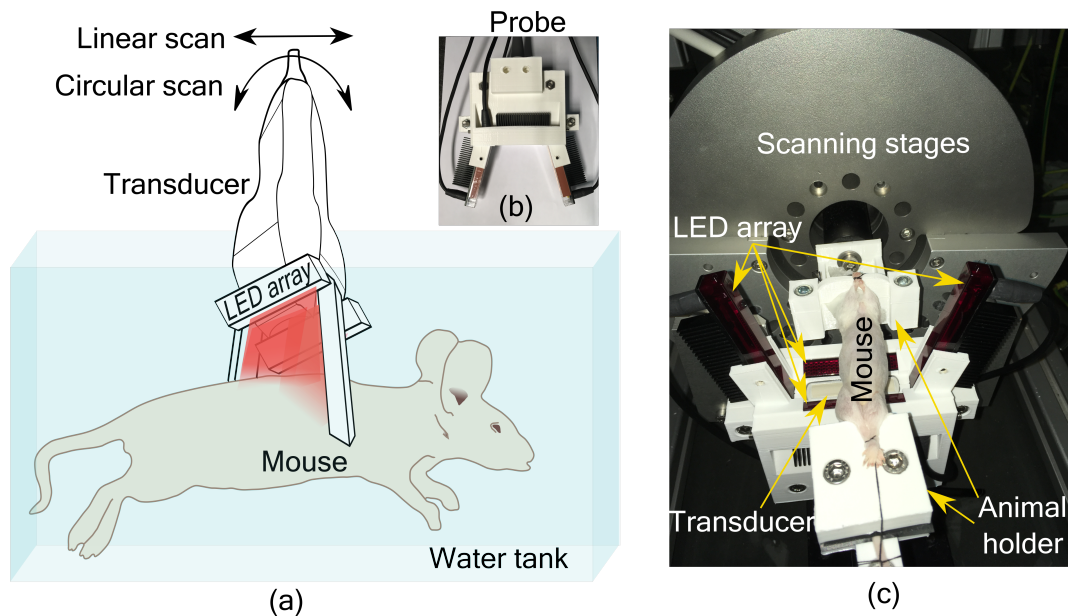 Linear scan
Circular scan
Transducer
LED array
Mouse
Water tank
(a)
Probe
(b)
Scanning stages
LED array
Mouse
Transducer
Animal
holder
(c)